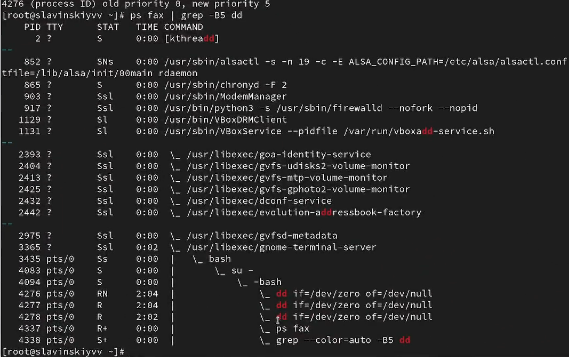 4276 (process ID) old priority 0, new priority 5
[root@slavinskiyvv ~]# ps fax | grep -B5 dd
PID TTY STAT TIME COMMAND
2 ? S 0:00 [kthreadd]
--
852 ? SNs 0:00 /usr/sbin/alsactl -s -n 19 -c -E ALSA_CONFIG_PATH=/etc/alsa/alsactl.conf
tfile=/lib/alsa/init/00main rdaemon
865 ? S 0:00 /usr/sbin/chronyd -F 2
903 ? Ssl 0:00 /usr/sbin/ModemManager
917 ? Ssl 0:00 /usr/bin/python3 -s /usr/sbin/firewalld --nofork --nopid
1129 ? Sl 0:00 /usr/bin/VBoxDRMClient
1131 ? Sl 0:00 /usr/sbin/VBoxService --pidfile /var/run/vboxadd-service.sh
--
2393 ? Ssl 0:00 \_ /usr/libexec/goa-identity-service
2404 ? Ssl 0:00 \_ /usr/libexec/gvfs-udisks2-volume-monitor
2413 ? Ssl 0:00 \_ /usr/libexec/gvfs-mtp-volume-monitor
2425 ? Ssl 0:00 \_ /usr/libexec/gvfs-gphoto2-volume-monitor
2432 ? Ssl 0:00 \_ /usr/libexec/dconf-service
2442 ? Ssl 0:00 \_ /usr/libexec/evolution-addressbook-factory
--
2975 ? Ssl 0:00 \_ /usr/libexec/gvfsd-metadata
3365 ? Ssl 0:02 \_ /usr/libexec/gnome-terminal-server
3435 pts/0 Ss 0:00 | \_ bash
4083 pts/0 S 0:00 | \_ su -
4094 pts/0 S 0:00 | \_ -bash
4276 pts/0 RN 2:04 | \_ dd if=/dev/zero of=/dev/null
4277 pts/0 R 2:04 | \_ dd if=/dev/zero of=/dev/null
4278 pts/0 R 2:02 | \_ dd if=/dev/zero of=/dev/null
4337 pts/0 R+ 0:00 | \_ ps fax
4338 pts/0 S+ 0:00 | \_ grep --color=auto -B5 dd
[root@slavinskiyvv ~]#